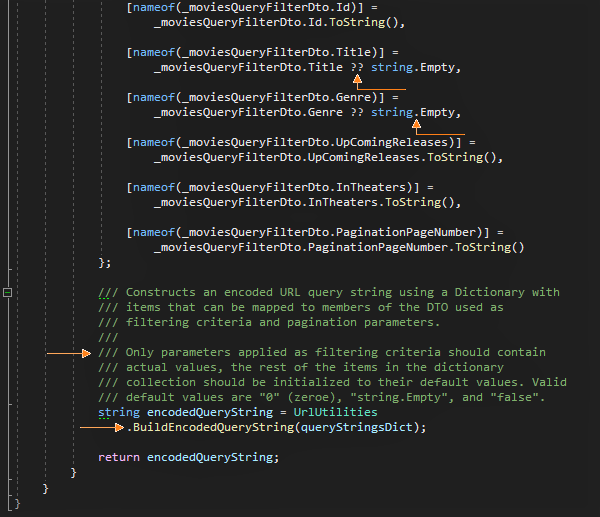 [nameof(_moviesQueryFilterDto.Id)] =
_moviesQueryFilterDto.Id.ToString(),
[nameof(_moviesQueryFilterDto.Title)] =
_moviesQueryFilterDto.Title ?? string.Empty,
[nameof(_moviesQueryFilterDto.Genre)] =
_moviesQueryFilterDto.Genre ?? string.Empty,
[nameof(_moviesQueryFilterDto.UpComingReleases)] =
_moviesQueryFilterDto.UpComingReleases.ToString(),
[nameof(_moviesQueryFilterDto.InTheaters)] =
_moviesQueryFilterDto.InTheaters.ToString(),
[nameof(_moviesQueryFilterDto.PaginationPageNumber)] =
_moviesQueryFilterDto.PaginationPageNumber.ToString()
};
/// Constructs an encoded URL query string using a Dictionary with
/// items that can be mapped to members of the DTO used as
/// filtering criteria and pagination parameters.
///
/// Only parameters applied as filtering criteria should contain
/// actual values, the rest of the items in the dictionary
/// collection should be initialized to their default values. Valid
/// default values are "0" (zeroe), "string.Empty", and "false".
string encodedQueryString = UrlUtilities
.BuildEncodedQueryString(queryStringsDict);
return encodedQueryString;
}
}
}